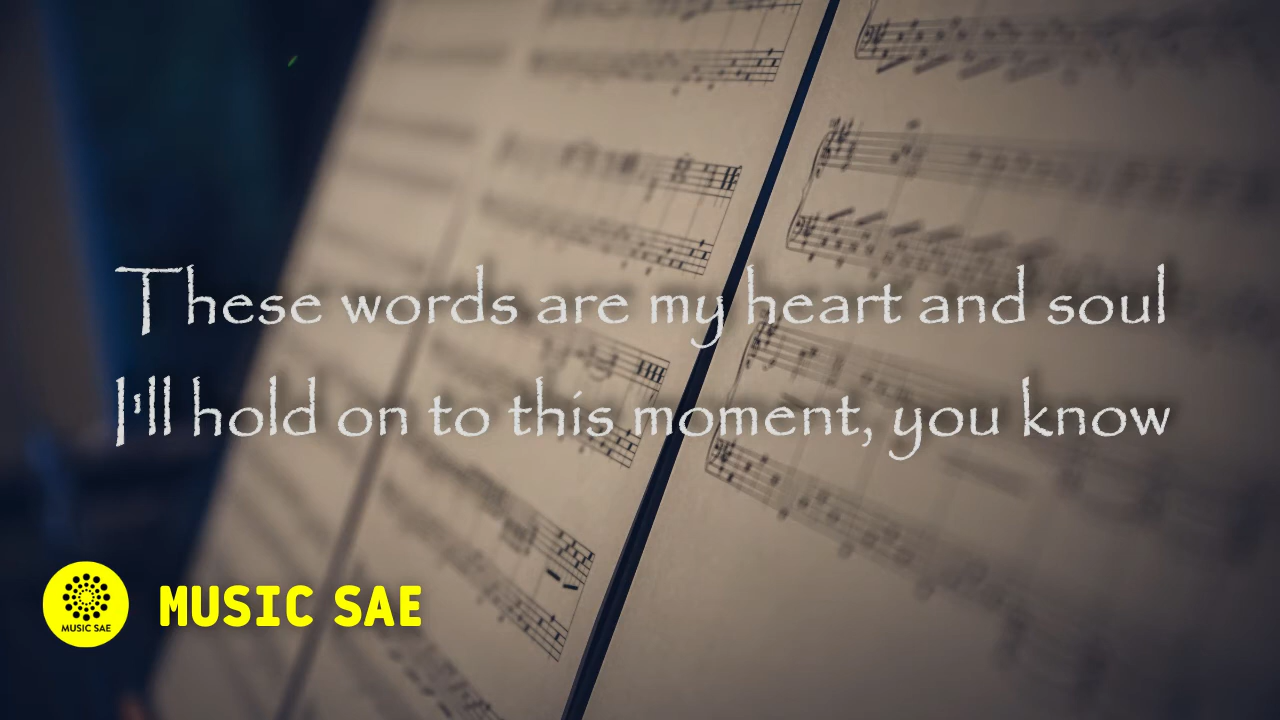 These words are my heart and soul
I'll hold on to this moment, you know
MUSIC SAE
MUSIC SAE